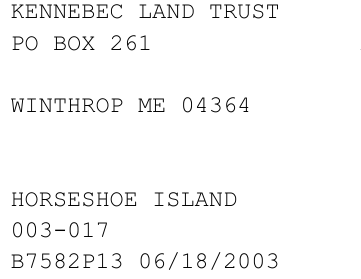 KENNEBEC LAND TRUST
PO BOX 261
WINTHROP ME 04364
HORSESHOE ISLAND
003-017
B7582P13 06/18/2003